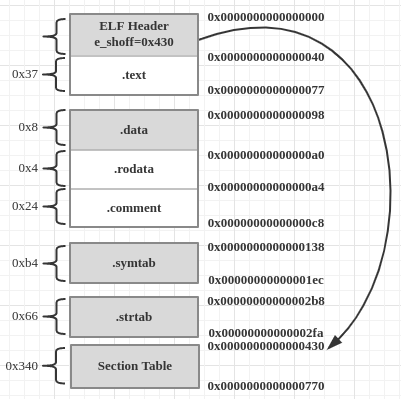 ELF Header
e_shoff=0x430
0x0000000000000000
0x0000000000000040
0x37
.text
0x0000000000000077
0x0000000000000098
0x8
.data
0x00000000000000a0
0x4
.rodata
0x00000000000000a4
0x24
.comment
0x00000000000000c8
0x0000000000000138
0xb4
.symtab
0x00000000000001ec
0x00000000000002b8
0x66
.strtab
0x00000000000002fa
0x0000000000000430
0x340
Section Table
0x0000000000000770